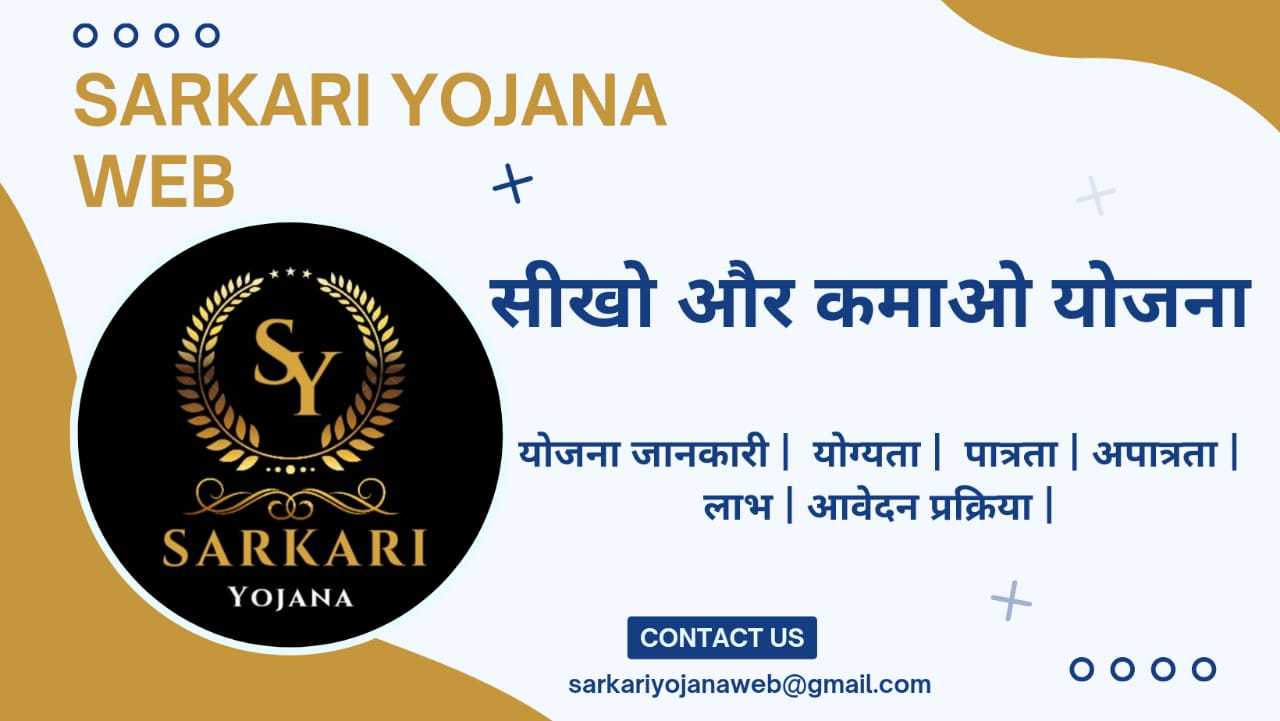 SARKARI YOJANA
WEB
SY
SARKARI
YOJANA
सीखो और कमाओ योजना
योजना जानकारी | योग्यता | पात्रता | अपात्रता |
लाभ | आवेदन प्रक्रिया |
CONTACT US
sarkariyojanaweb@gmail.com